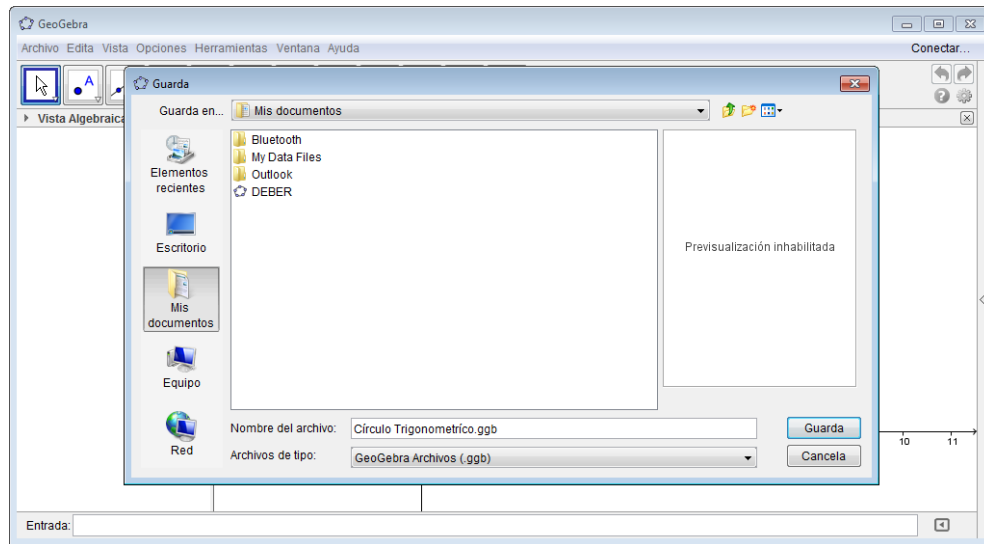 GeoGebra
Archivo Edita Vista Opciones Herramientas Ventana Ayuda
Conectar...
A
Guarda
Guarda en...
Mis documentos
Vista Algebraica
Elementos recientes
Escritorio
Mis documentos
Equipo
Red
Bluetooth
My Data Files
Outlook
DEBER
Previsualización inhabilitada
Nombre del archivo:
Círculo Trigonometríco.ggb
Guarda
Archivos de tipo:
GeoGebra Archivos (.ggb)
Cancela
10 11
Entrada: